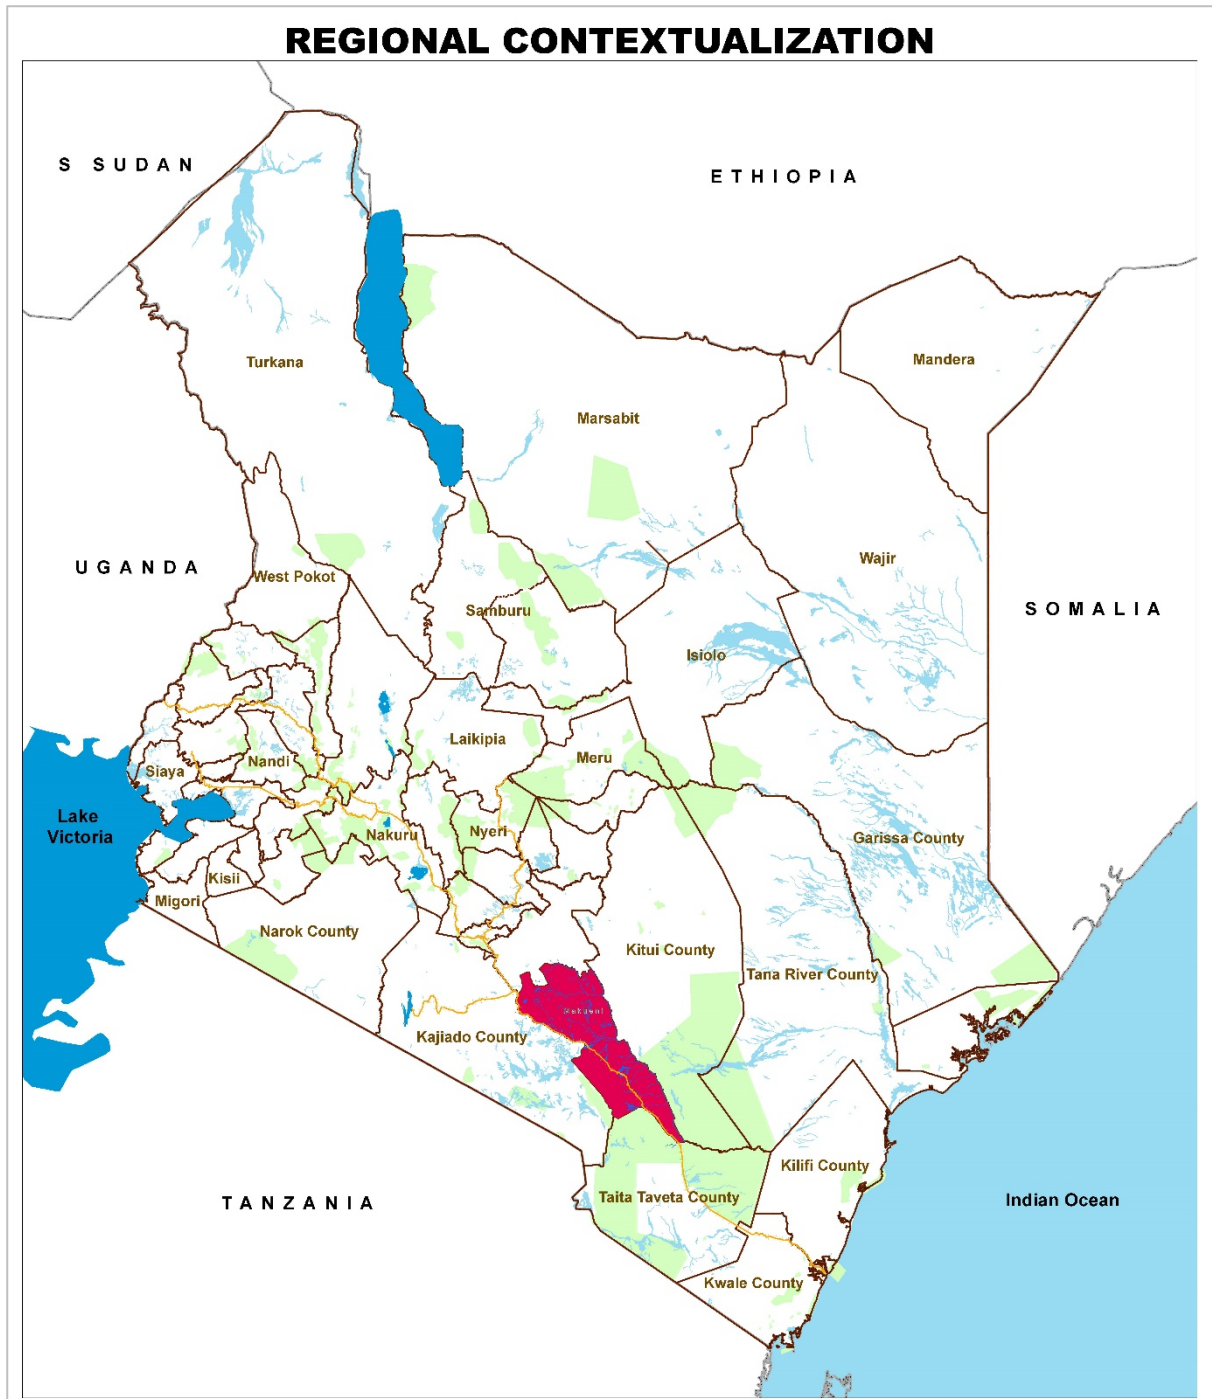 REGIONAL CONTEXTUALIZATION
S SUDAN
ETHIOPIA
Turkana
Mandera
Marsabit
UGANDA
West Pokot
Wajir
Samburu
SOMALIA
Isiolo
Laikipia
Meru
Nandi
Siaya
Lake
Victoria
Nakuru
Nyeri
Garissa County
Kisii
Migori
Narok County
Kitui County
Tana River County
Makueni
Kajiado County
Kilifi County
TANZANIA
Taita Taveta County
Indian Ocean
Kwale County